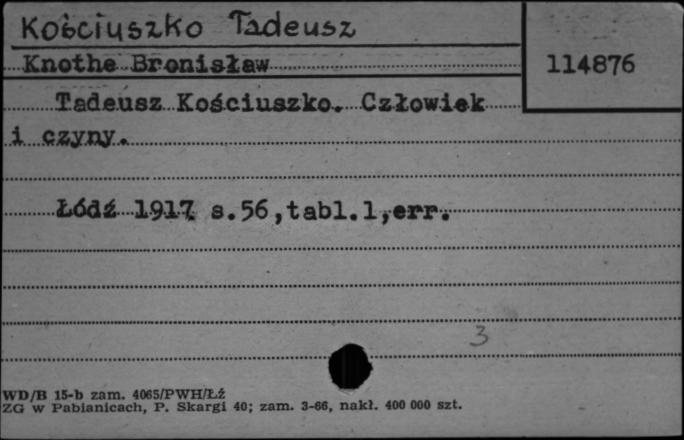 Kościuszko Tadeusz
Knothe Bronisław
114876
Tadeusz Kościuszko. Człowiek
i czyny.
Łódź 1917 s.56,tabl.1,err.
3
WD/B 15-b zam. 4065/PWH/Łź
ZG w Pabianicach, P. Skargi 40; zam. 3-66, nakł. 400 000 szt.